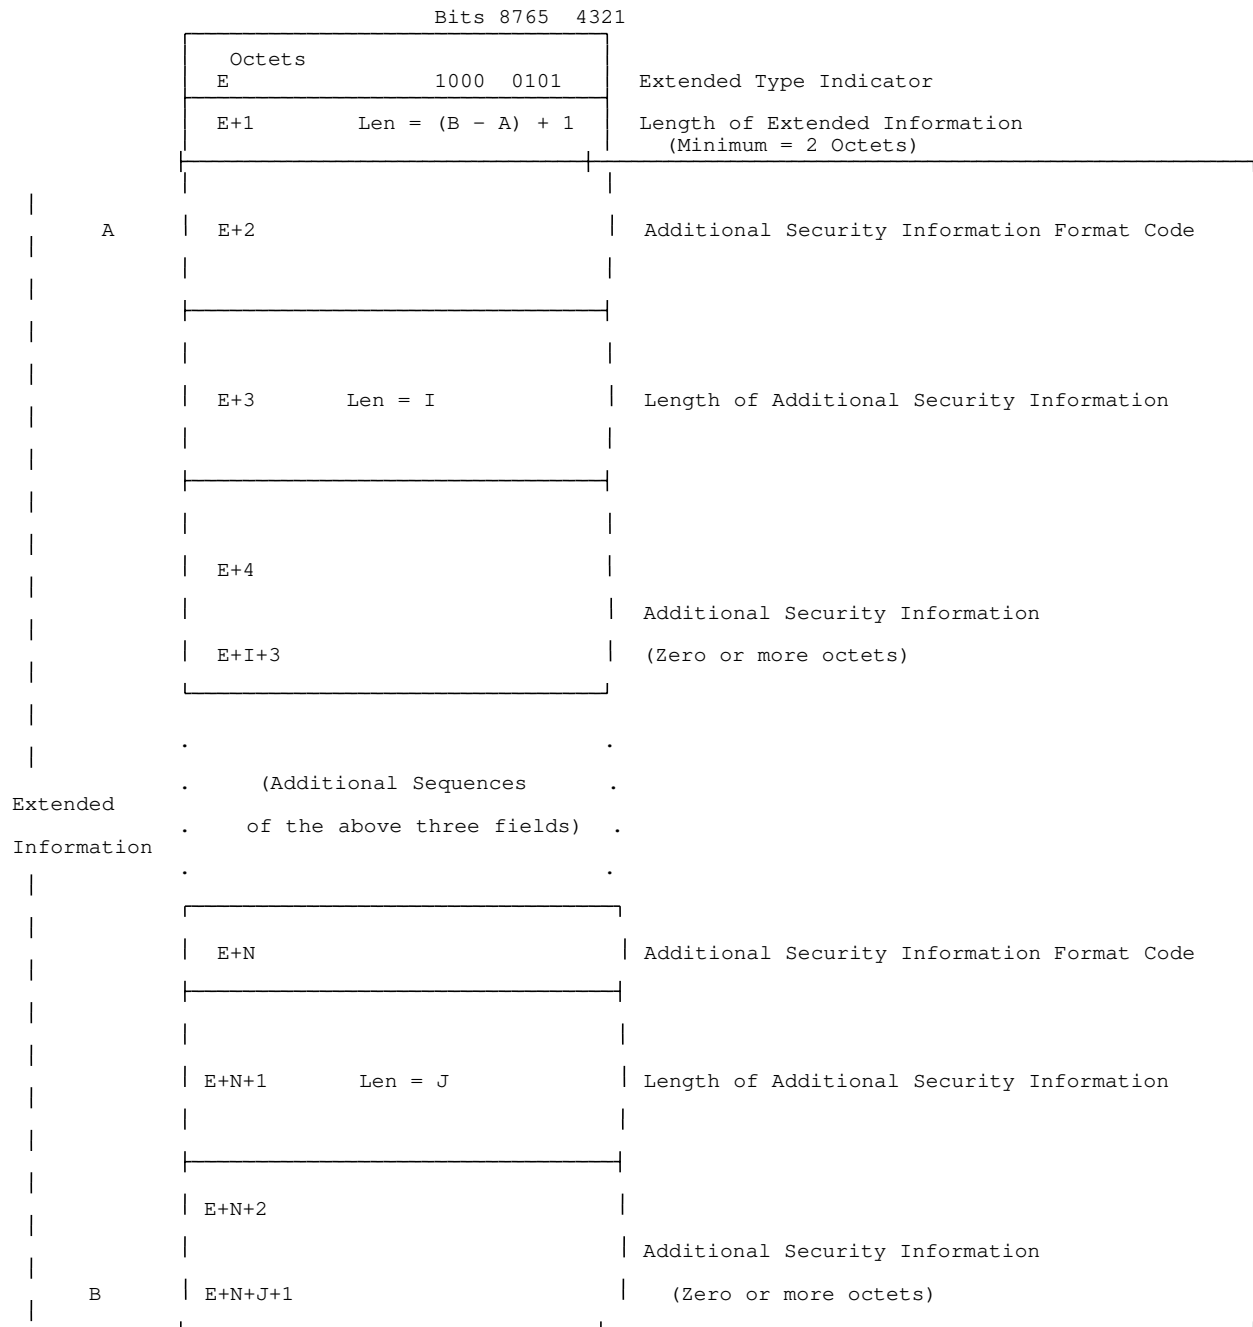 Bits 8765 4321
Octets
E 1000 0101 Extended Type Indicator
E+1 Len = (B – A) + 1 Length of Extended Information
(Minimum = 2 Octets)
A E+2 Additional Security Information Format Code
E+3 Len = I Length of Additional Security Information
E+4
Additional Security Information
E+I+3 (Zero or more octets)
. .
. (Additional Sequences .
Extended
. of the above three fields) .
Information
. .
E+N Additional Security Information Format Code
E+N+1 Len = J Length of Additional Security Information
E+N+2
Additional Security Information
B E+N+J+1 (Zero or more octets)